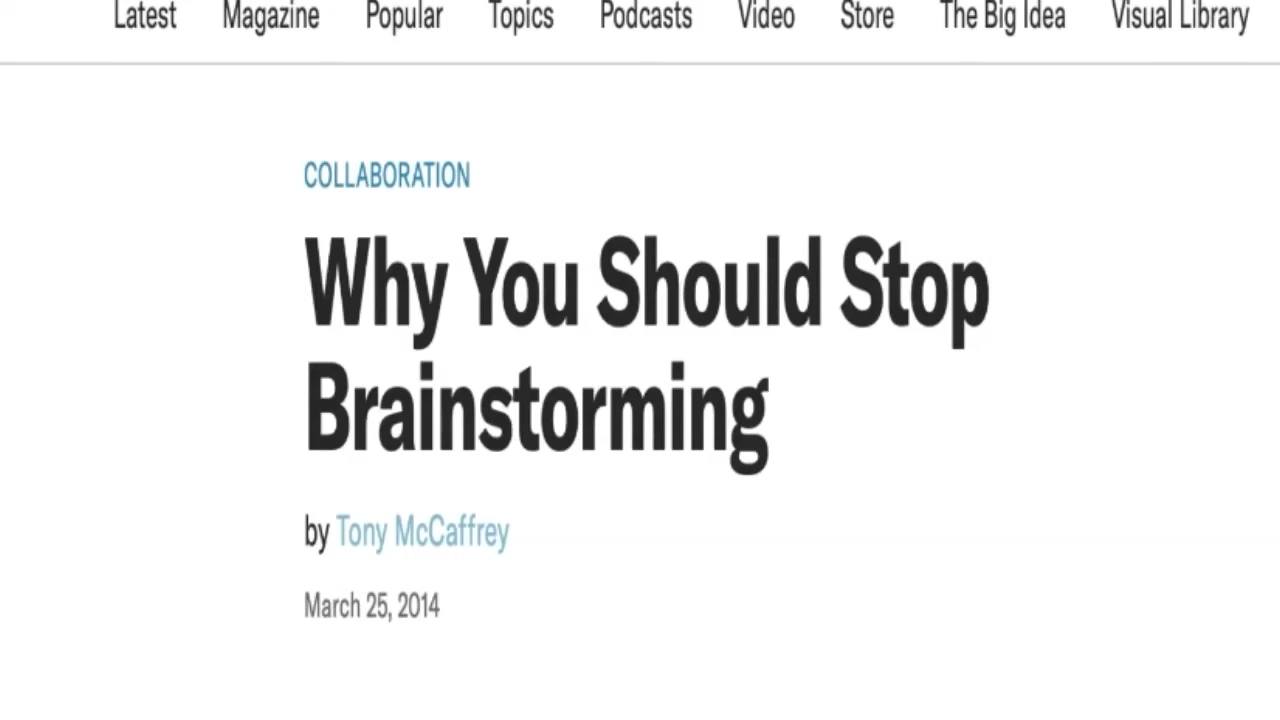 Latest Magazine Popular Topics Podcasts Video Store The Big Idea Visual Library
COLLABORATION
Why You Should Stop
Brainstorming
by Tony McCaffrey
March 25, 2014